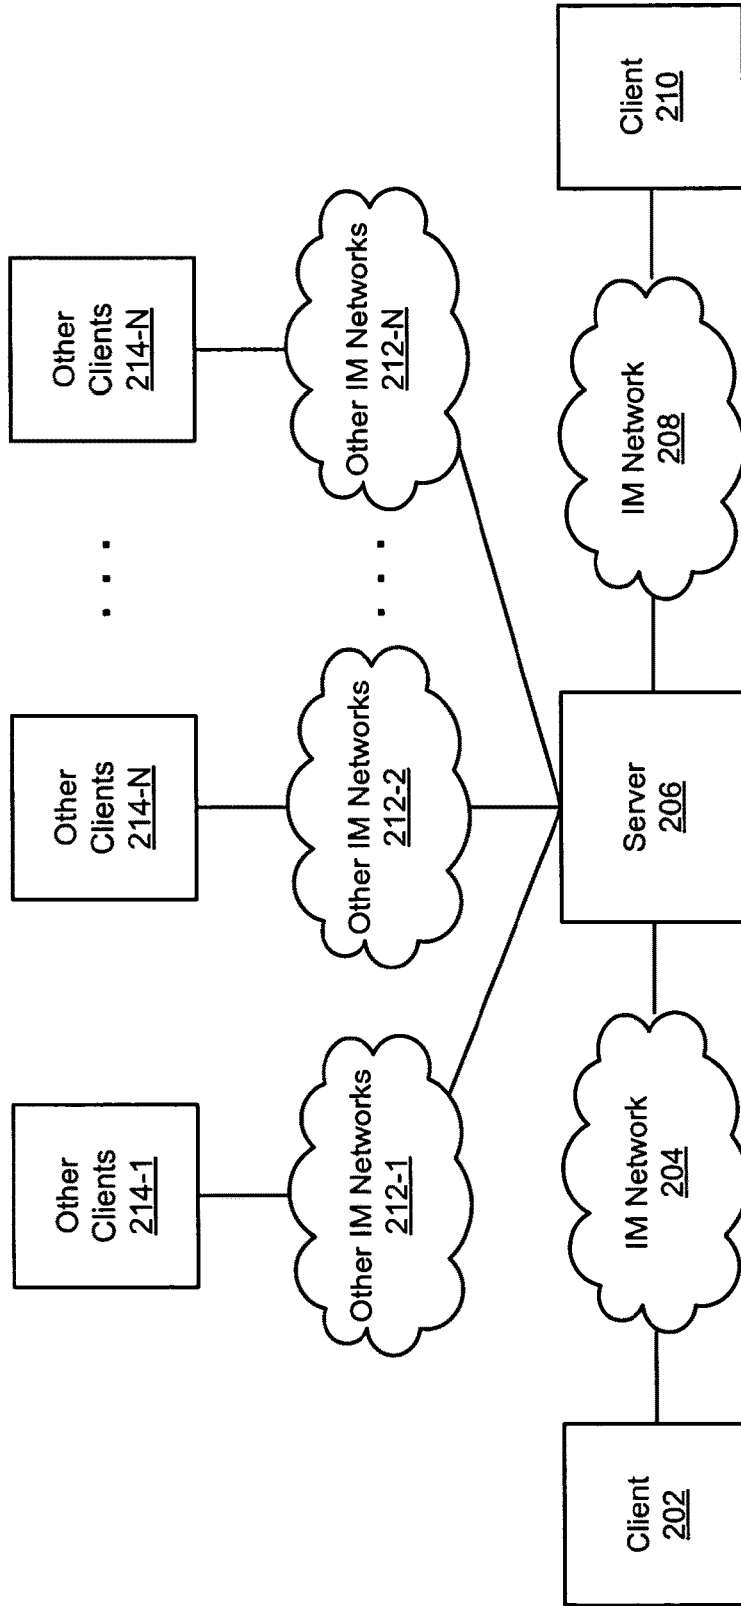 Other
Clients
214-1
Other
Clients
214-N
. . .
Other
Clients
214-N
Other IM Networks
212-1
Other IM Networks
212-2
. . .
Other IM Networks
212-N
Client
202
IM Network
204
Server
206
IM Network
208
Client
210